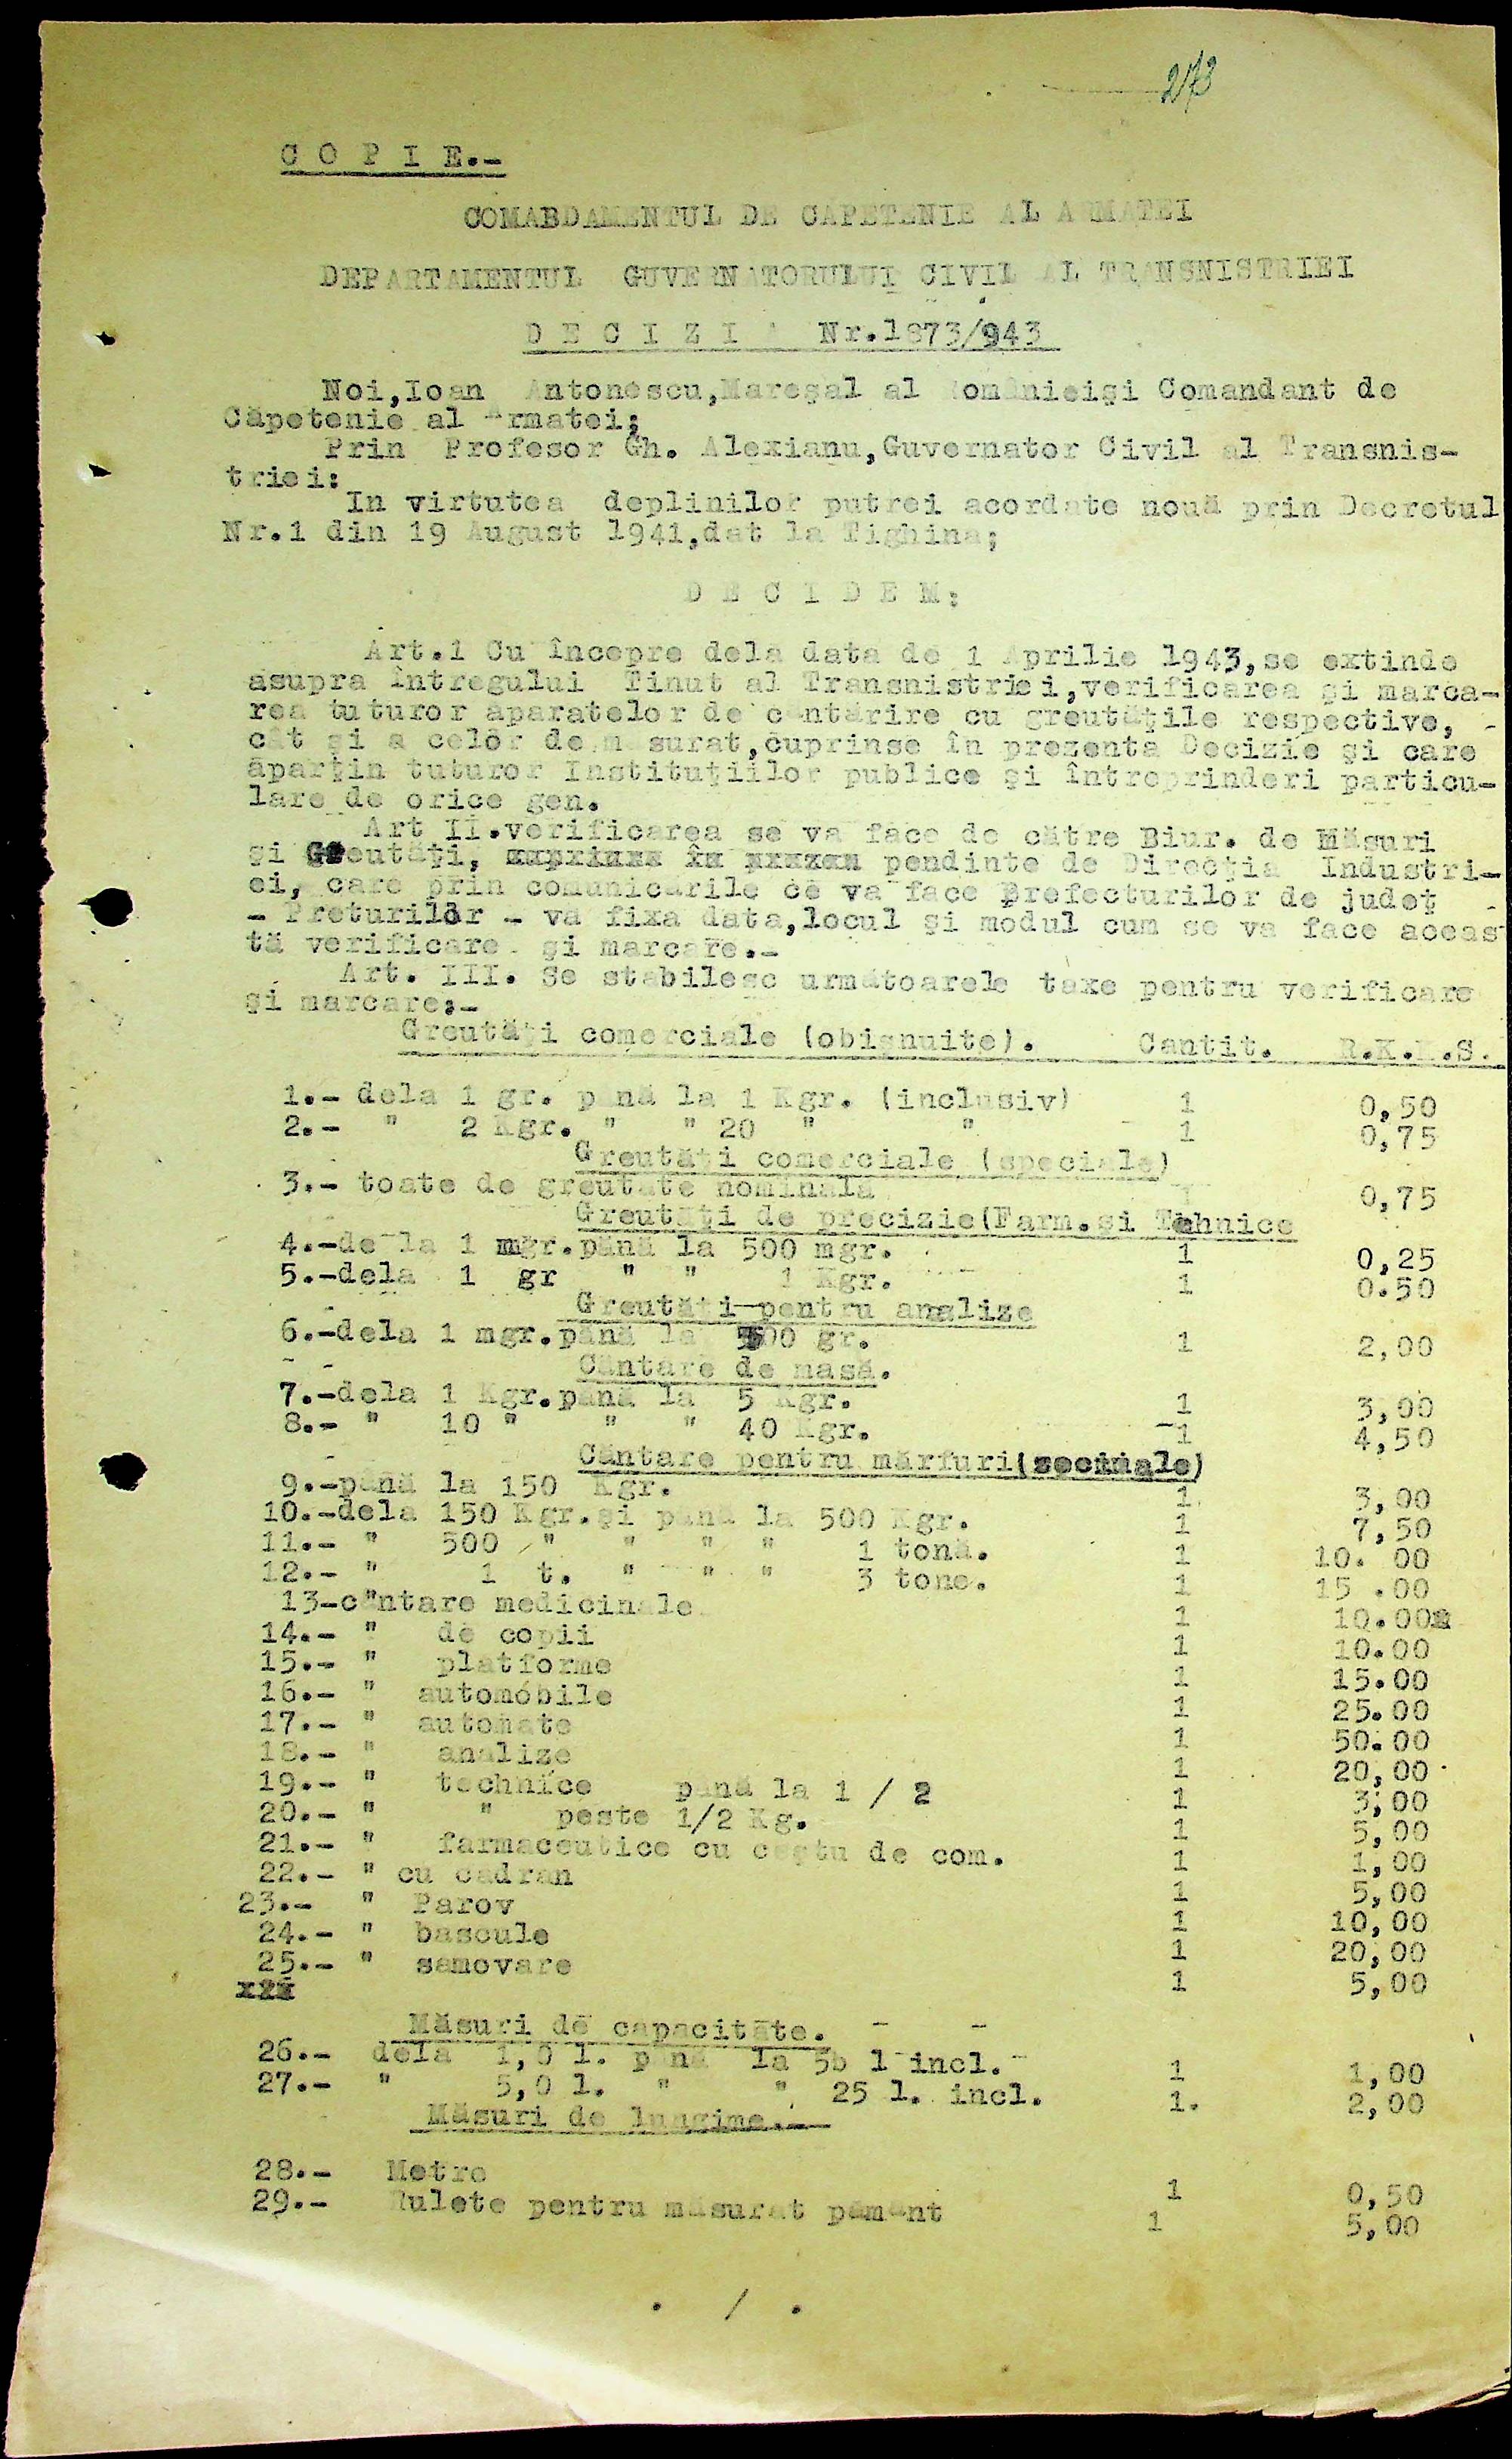 273
C O P I E.-
COMABDAMENTUL DE CAPETENIE AL ARMATEI
DEPARTAMENTUL GUVERNATORULUI CIVIL AL TRANSNISTRIEI
D E C I Z I Nr.1873/943
Noi,Ioan Antonescu,Mareşal al Românieişi Comandant de
Căpetenie al Armatei;
Prin Profesor Gh. Alexianu,Guvernator Civil al Transnis-
triei:
In virtutea deplinilor putrei acordate nouă prin Decretul
Nr.1 din 19 August 1941,dat la Tighina;
D E C I D E M:
Art.1 Cu începre dela data de 1 Aprilie 1943,se extinde
asupra întregului Tinut al Transnistriei,verificarea şi marca-
rea tuturor aparatelor de cântărire cu greutăţile respective,
cât şi a celor de măsurat,cuprinse în prezenta Decizie şi care
aparţin tuturor Instituţiilor publice şi întreprinderi particu-
lare de orice gen.
Art II.verificarea se va face de către Biur. de Măsuri
şi Greutăţi, pendinte de Direcţia Industri-
ei, care prin comunicările ce va face prefecturilor de judeţ
- Preturilor - va fixa data,locul şi modul cum se va face aceas
tă verificare şi marcare.-
Art. III. Se stabilesc următoarele taxe pentru verificare
şi marcare:-
Greutăţi comerciale (obişnuite). Cantit. R.K.K.S.
1.- dela 1 gr. până la 1 Kgr. (inclusiv) 1 0,50
2.- " 2 Kgr. " " 20 " " 1 0,75
Greutăţi comerciale (speciale)
3.- toate de greutate nominală 1 0,75
Greutăţi de precizie(Farm.si Tehnice
4.-de la 1 mgr.până la 500 mgr. 1 0,25
5.-dela 1 gr " " 1 Kgr. 1 0.50
Greutăţi pentru analize
6.-dela 1 mgr.până la 500 gr. 1 2,00
Cântare de masă.
7.-dela 1 Kgr.până la 5 Kgr. 1 3,00
8.- " 10 " " " 40 Kgr. 1 4,50
Cântare pentru mărfuri(zecimale)
9.-până la 150 Kgr. 1 3,00
10.-dela 150 Kgr.şi până la 500 Kgr. 1 7,50
11.- " 500 " " " " 1 tonă. 1 10. 00
12.- " 1 t. " " " 3 tone. 1 15 .00
13-cântare medicinale 1 10.00
14.- " de copii 1 10.00
15.- " platforme 1 15.00
16.- " automobile 1 25.00
17.- " automate 1 50.00
18.- " analize 1 20,00
19.- " technice până la 1 / 2 1 3,00
20.- " " peste 1/2 Kg. 1 5,00
21.- " farmaceutice cu de com. 1 1,00
22.- " cu cadran 1 5,00
23.- " Parov 1 10,00
24.- " bascule 1 20,00
25.- " samovare 1 5,00
Măsuri de capacitate.
26.- dela 1,0 l. până la 5b l incl. 1 1,00
27.- " 5,0 l. " " 25 l. incl. 1. 2,00
Măsuri de lungime.-
28.- Metre 1 0,50
29.- Rulete pentru măsurat pământ 1 5,00
. / .